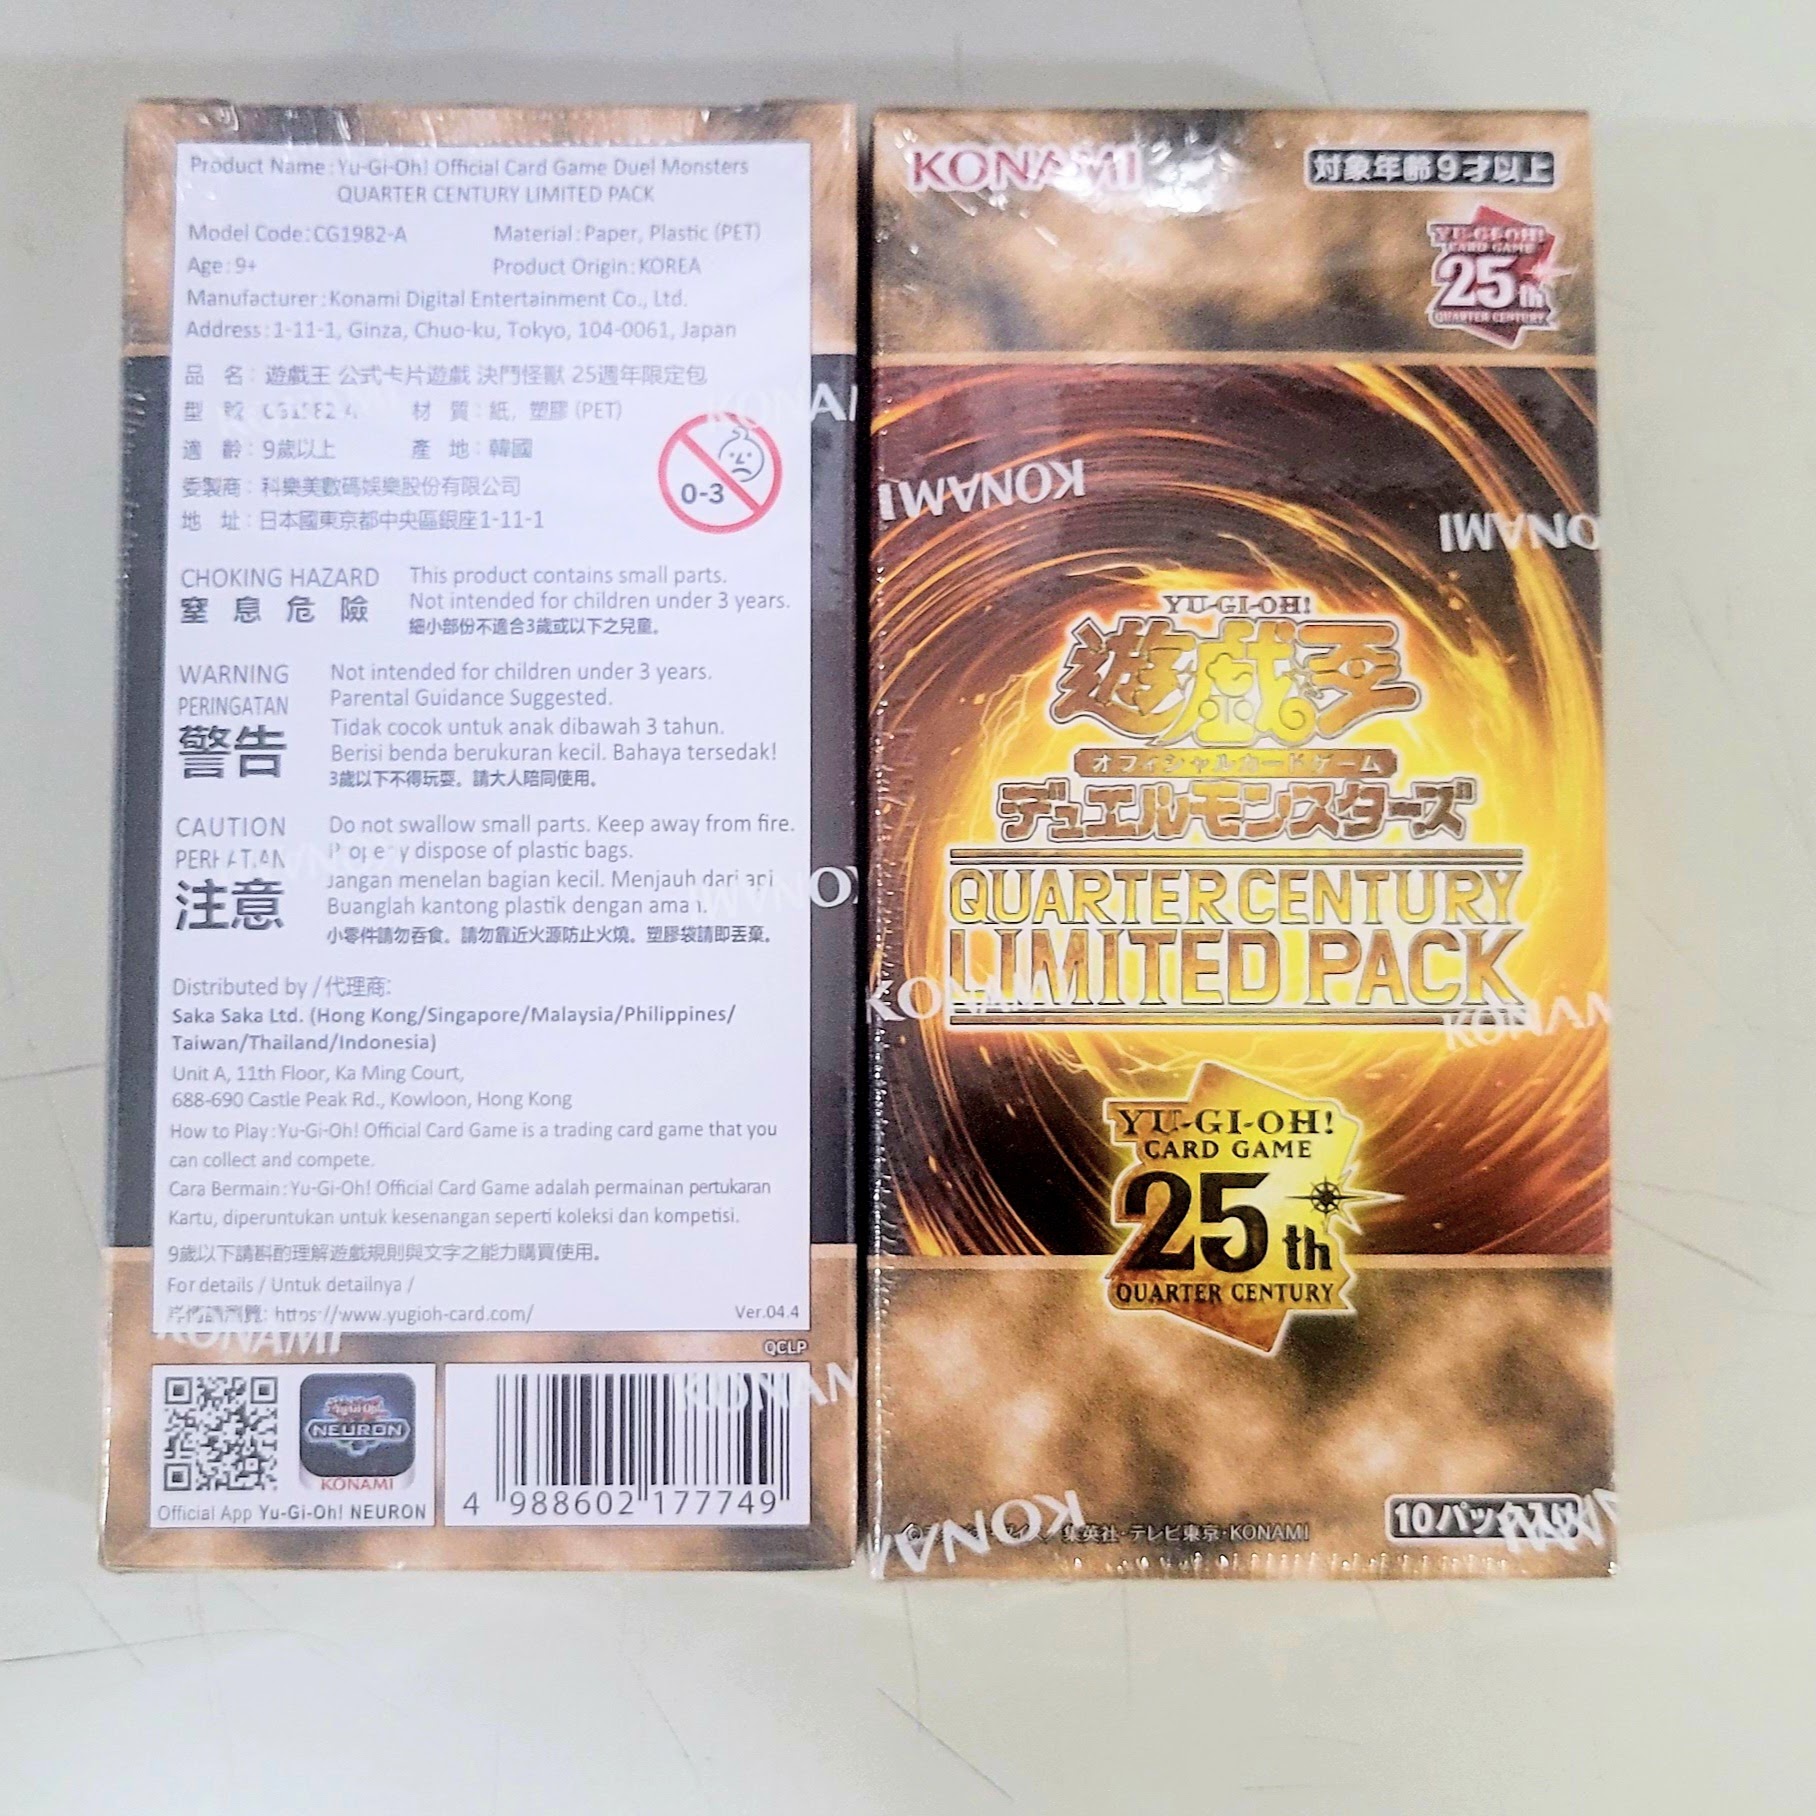 Product Name : Yu-Gi-Oh! Official Card Game Duel Monsters
QUARTER CENTURY LIMITED PACK
Model Code : CG1982-A Material : Paper, Plastic (PET)
Age : 9+ Product Origin : KOREA
Manufacturer : Konami Digital Entertainment Co., Ltd.
Address : 1-11-1, Ginza, Chuo-ku, Tokyo, 104-0061, Japan
品 名 : 遊戲王 公式卡片遊戲 決鬥怪獸 25週年限定包
型 號 材 質 : 紙, 塑膠 (PET)
適 齡 : 9歲以上 產 地 : 韓國
委製商 : 科樂美數碼娛樂股份有限公司
地 址 : 日本國東京都中央區銀座1-11-1
0-3
CHOKING HAZARD This product contains small parts.
Not intended for children under 3 years.
窒息危險 細小部份不適合3歲或以下之兒童。
WARNING Not intended for children under 3 years.
PERINGATAN Parental Guidance Suggested.
警告 Tidak cocok untuk anak dibawah 3 tahun.
Berisi benda berukuran kecil. Bahaya tersedak!
3歲以下不得玩耍。請大人陪同使用。
CAUTION Do not swallow small parts. Keep away from fire.
dispose of plastic bags.
注意 Jangan menelan bagian kecil. Menjauh dari api.
Buanglah kantong plastik dengan aman.
小零件請勿吞食。請勿靠近火源防止火燒。塑膠袋請即丟棄。
Distributed by / 代理商:
Saka Saka Ltd. (Hong Kong/Singapore/Malaysia/Philippines/
Taiwan/Thailand/Indonesia)
Unit A, 11th Floor, Ka Ming Court,
688-690 Castle Peak Rd., Kowloon, Hong Kong
How to Play : Yu-Gi-Oh! Official Card Game is a trading card game that you
can collect and compete.
Cara Bermain : Yu-Gi-Oh! Official Card Game adalah permainan pertukaran
Kartu, diperuntukan untuk kesenangan seperti koleksi dan kompetisi.
9歲以下請斟酌理解遊戲規則與文字之能力購買使用。
For details / Untuk detailnya /
https://www.yugioh-card.com/ Ver.04.4
QCLP
Yu-Gi-Oh!
NEURON
KONAMI
Official App Yu-Gi-Oh! NEURON
4 988602 177749
KONAMI
対象年齢9才以上
YU-GI-OH!
CARD GAME
25th
QUARTER CENTURY
KONAMI
KONAMI
YU-GI-OH!
遊戯王
オフィシャルカードゲーム
デュエルモンスターズ
QUARTER CENTURY
LIMITED PACK
KONAMI
KONAMI
YU-GI-OH!
CARD GAME
25th
QUARTER CENTURY
KONAMI
集英社・テレビ東京・KONAMI